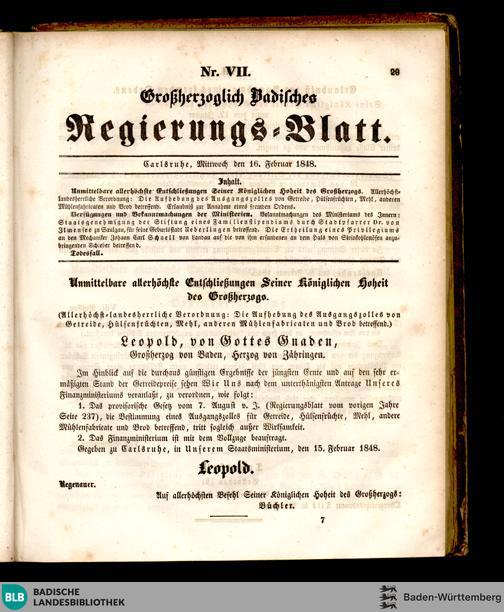 Nr. VII.
29
Großherzoglich Badisches
Regierungs-Blatt.
Carlsruhe, Mittwoch den 16. Februar 1848.
Inhalt.
Unmittelbare allerhöchste Entschließungen Seiner Königlichen Hoheit des Großherzogs. Allerhöchst-
landesherrliche Verordnung: Die Aufhebung des Ausgangszolles von Getreide, Hülsenfrüchten, Mehl, anderen
Mühlenfabricaten und Brod betreffend. Erlaubniß zur Annahme eines fremden Ordens.
Verfügungen und Bekanntmachungen der Ministerien. Bekanntmachungen des Ministeriums des Innern:
Staatsgenehmigung der Stiftung eines Familienstipendiums durch Stadtpfarrer Dr. von
Ilmensee zu Saulgau, für seine Geburtsstadt Ueberlingen betreffend. Die Ertheilung eines Privilegiums
an den Mechaniker Johann Carl Schnell von Landau auf die von ihm erfundenen an dem Hals von Steinkohlenöfen anzu-
bringenden Schieber betreffend.
Todesfall.
Unmittelbare allerhöchste Entschließungen Seiner Königlichen Hoheit
des Großherzogs.
(Allerhöchst-landesherrliche Verordnung: Die Aufhebung des Ausgangszolles von
Getreide, Hülsenfrüchten, Mehl, anderen Mühlenfabricaten und Brod betreffend.)
Leopold, von Gottes Gnaden,
Großherzog von Baden, Herzog von Zähringen.
Im Hinblick auf die durchaus günstigen Ergebnisse der jüngsten Ernte und auf den sehr er-
mäßigten Stand der Getreidepreise sehen Wir Uns nach dem unterthänigsten Antrage Unseres
Finanzministeriums veranlaßt, zu verordnen, wie folgt:
1. Das provisorische Gesetz vom 7. August v. J. (Regierungsblatt vom vorigen Jahre
Seite 237), die Bestimmung eines Ausgangszolles für Getreide, Hülsenfrüchte, Mehl, andere
Mühlenfabricate und Brod betreffend, tritt sogleich außer Wirksamkeit.
2. Das Finanzministerium ist mit dem Vollzuge beauftragt.
Gegeben zu Carlsruhe, in Unserem Staatsministerium, den 15. Februar 1848.
Leopold.
Regenauer.
Auf allerhöchsten Befehl Seiner Königlichen Hoheit des Großherzogs:
Büchler.
7
BLB
BADISCHE
LANDESBIBLIOTHEK
Baden-Württemberg